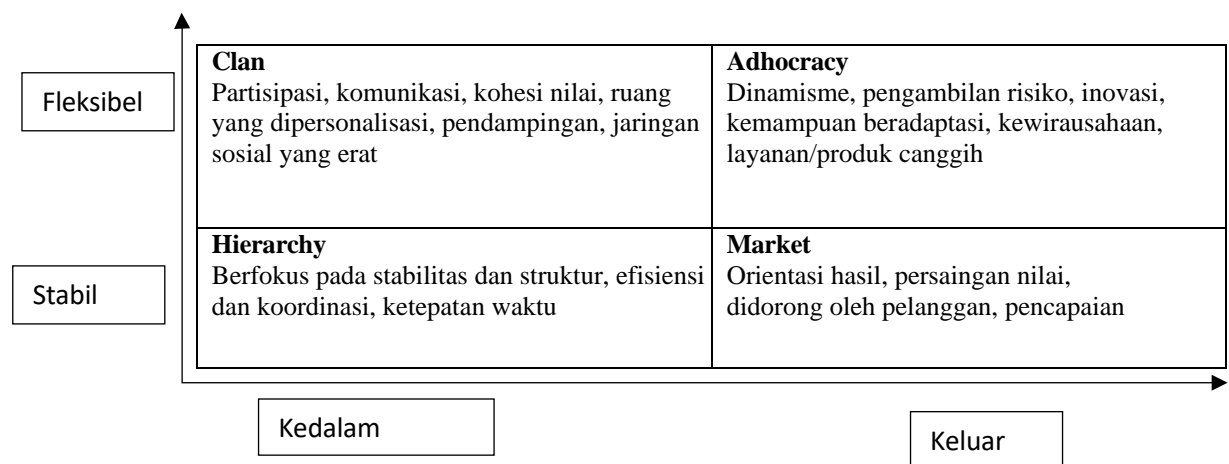 Fleksibel
Clan
Partisipasi, komunikasi, kohesi nilai, ruang
yang dipersonalisasi, pendampingan, jaringan
sosial yang erat
Adhocracy
Dinamisme, pengambilan risiko, inovasi,
kemampuan beradaptasi, kewirausahaan,
layanan/produk canggih
Stabil
Hierarchy
Berfokus pada stabilitas dan struktur, efisiensi
dan koordinasi, ketepatan waktu
Market
Orientasi hasil, persaingan nilai,
didorong oleh pelanggan, pencapaian
Kedalam
Keluar